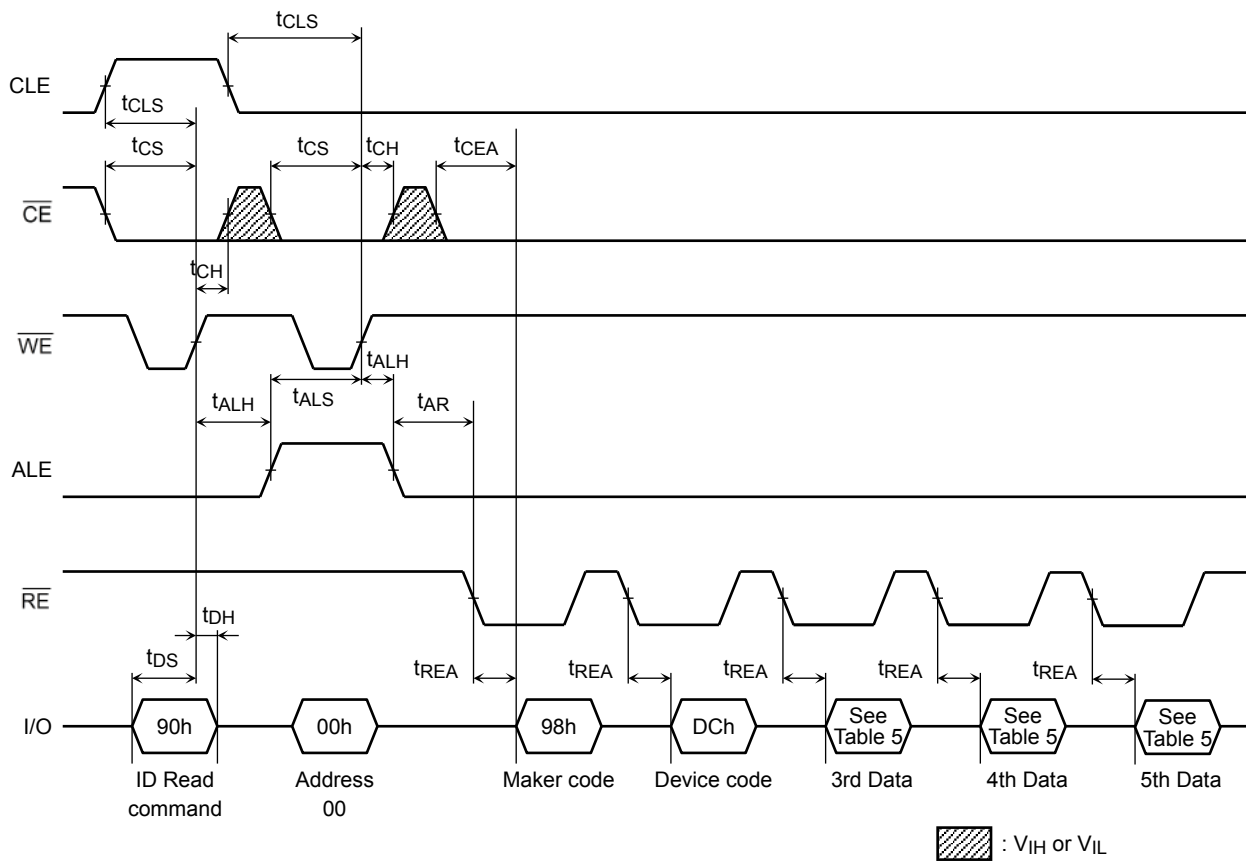 tCLS
CLE
tCLS
tCS tCS tCH tCEA
CE
tCH
WE
tALH
tALH tALS tAR
ALE
RE
tDH
tDS tREA tREA tREA tREA tREA
I/O 90h 00h 98h DCh See Table 5 See Table 5 See Table 5
ID Read command Address 00 Maker code Device code 3rd Data 4th Data 5th Data
: VIH or VIL